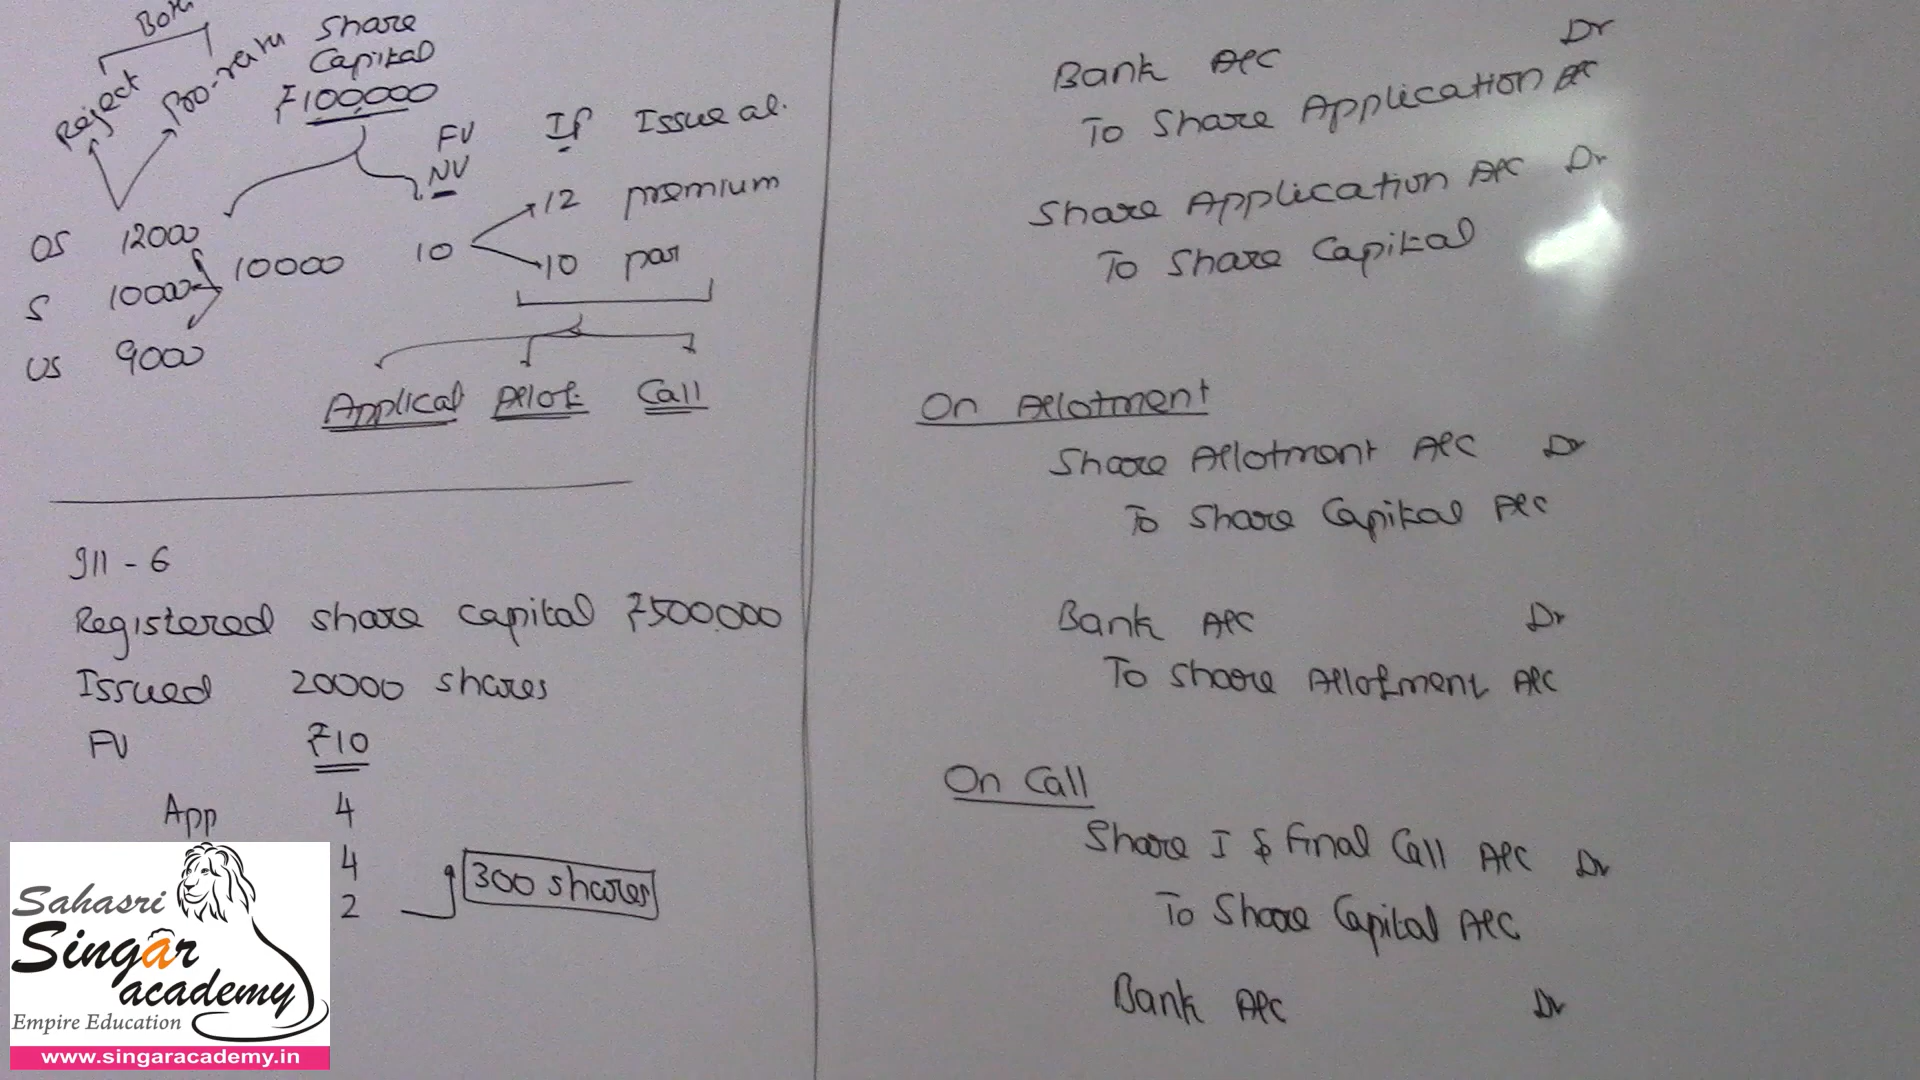 Both
Reject
Pro-rata
Share
Capital
₹100,000
FV
NV
If Issue at.
12 premium
10
10 par
OS 12000
S 10000
10000
US 9000
Applicat Allot. Call
Ill - 6
Registered share capital ₹500,000
Issued 20000 shares
FV ₹10
App 4
4
2
300 shares
Bank A/C Dr
To Share Application A/C
Share Application A/C Dr
To Share Capital
On Allotment
Share Allotment A/C Dr
To Share Capital A/C
Bank A/C Dr
To Share Allotment A/C
On Call
Share I & Final Call A/C Dr
To Share Capital A/C
Bank A/C Dr
Sahasri
Singar
academy
Empire Education
www.singaracademy.in